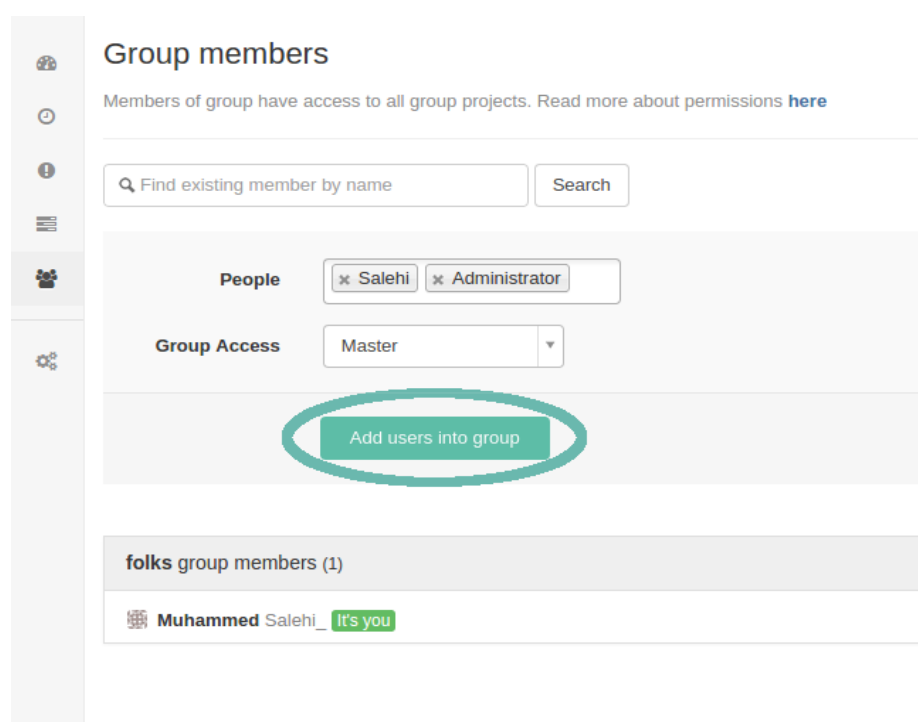 Group members
Members of group have access to all group projects. Read more about permissions here
Find existing member by name Search
People × Salehi × Administrator
Group Access Master
Add users into group
folks group members (1)
Muhammed Salehi_ It's you